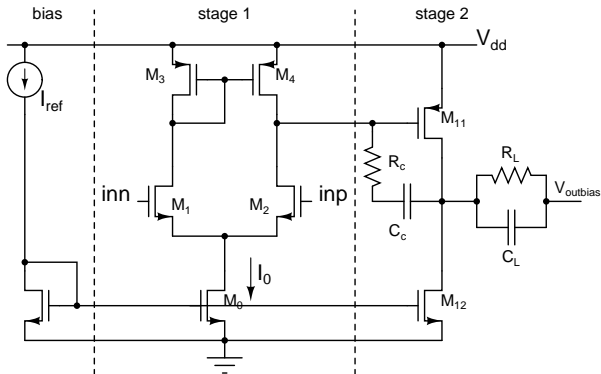 bias
stage 1
stage 2
V_dd
M_3
M_4
I_ref
M_11
R_c
R_L
inn
M_1
M_2
inp
V_outbias
C_c
C_L
I_0
M_0
M_12